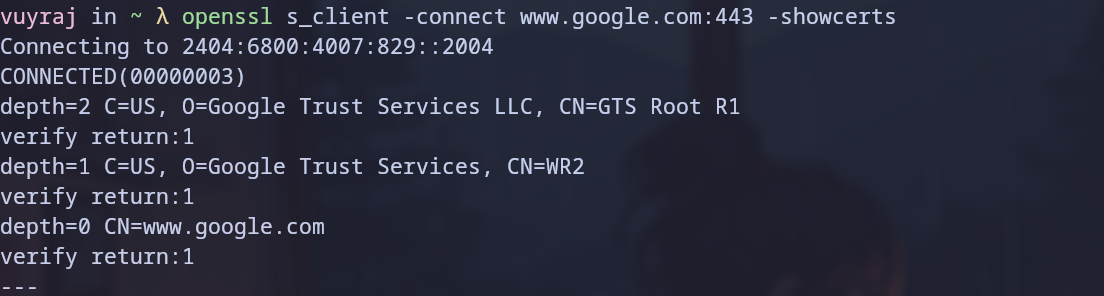 vuyraj in ~ λ openssl s_client -connect www.google.com:443 -showcerts
Connecting to 2404:6800:4007:829::2004
CONNECTED(00000003)
depth=2 C=US, O=Google Trust Services LLC, CN=GTS Root R1
verify return:1
depth=1 C=US, O=Google Trust Services, CN=WR2
verify return:1
depth=0 CN=www.google.com
verify return:1
---